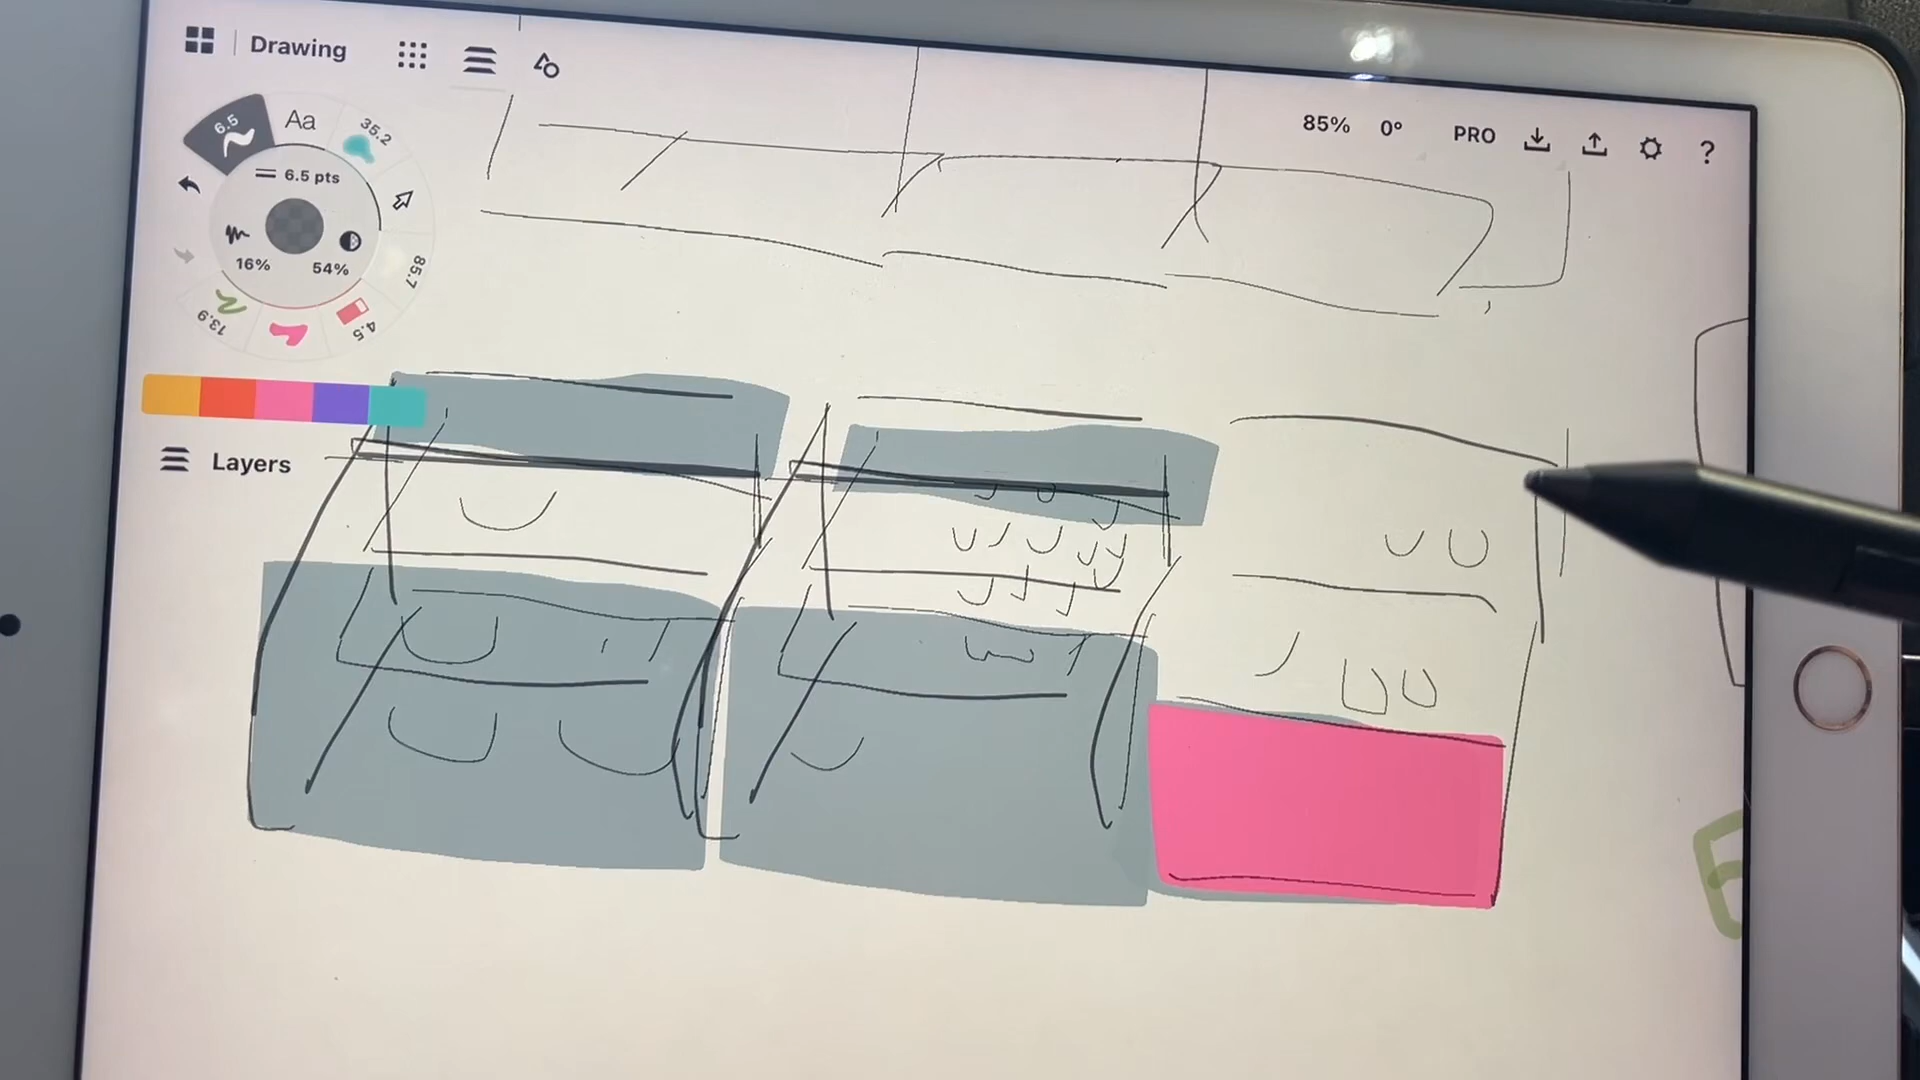 Drawing
85% 0° PRO ?
6.5
Aa
35.2
6.5 pts
16% 54%
85.7
13.9
4.5
Layers